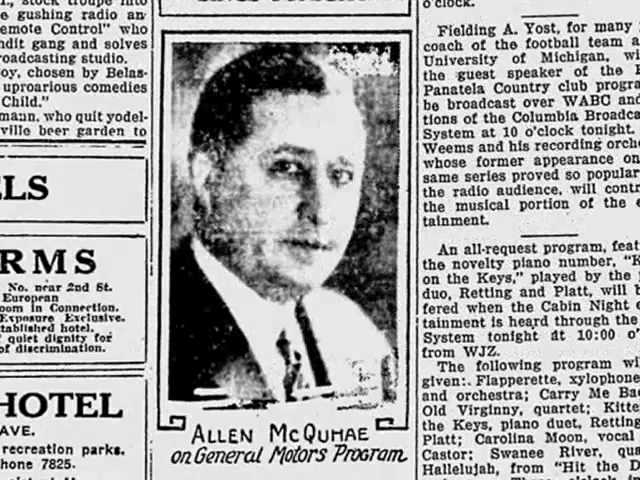 ., stock troupe into
e gushing radio an
emote Control" who
ndit gang and solves
roadcasting studio.
oy, chosen by Belas-
uproarious comedies
Child."
mann, who quit yodel-
ville beer garden to
ELS
RMS
No. near 2nd St.
European
oom in Connection.
Exposure Exclusive.
tablished hotel.
quiet dignity for
of discrimination.
HOTEL
AVE.
recreation parks.
hone 7825.
ALLEN McQUHAE
on General Motors Program
o'clock.
Fielding A. Yost, for many
coach of the football team a
University of Michigan, wi
the guest speaker of the
Panatela Country club progra
be broadcast over WABC and
tions of the Columbia Broadca
System at 10 o'clock tonight.
Weems and his recording orche
whose former appearance on
same series proved so popular
the radio audience, will contr
the musical portion of the e
tainment.
An all-request program, feat
the novelty piano number, "K
on the Keys," played by the
duo, Retting and Platt, will b
fered when the Cabin Night e
tainment is heard through the
System tonight at 10:00 o'
from WJZ.
The following program wi
given: Flapperette, xylophone
and orchestra; Carry Me Bac
Old Virginny, quartet; Kitte
the Keys, piano duet, Retting
Platt; Carolina Moon, vocal
Castor; Swanee River, qua
Hallelujah, from "Hit the D